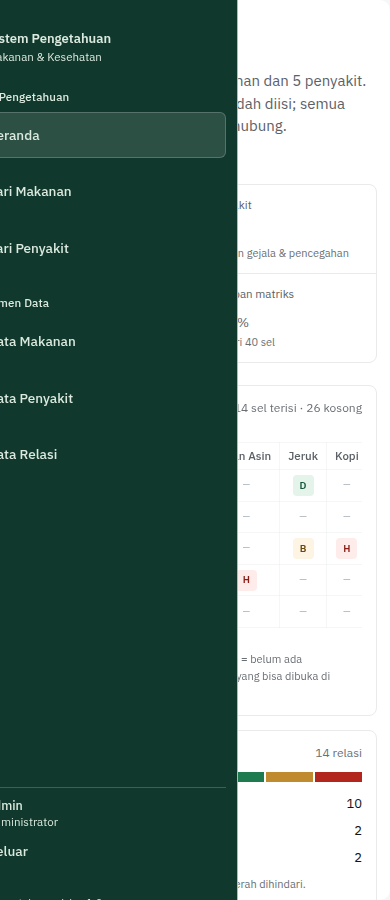 stem Pengetahuan
akanan & Kesehatan
Pengetahuan
eranda
ari Makanan
ari Penyakit
men Data
ata Makanan
ata Penyakit
ata Relasi
dmin
ministrator
eluar
nan dan 5 penyakit.
dah diisi; semua
hubung.
kit
n gejala & pencegahan
pan matriks
%
ri 40 sel
14 sel terisi · 26 kosong
n Asin Jeruk Kopi
– D –
– – –
– B H
H – –
– – –
= belum ada
yang bisa dibuka di
14 relasi
10
2
2
erah dihindari.